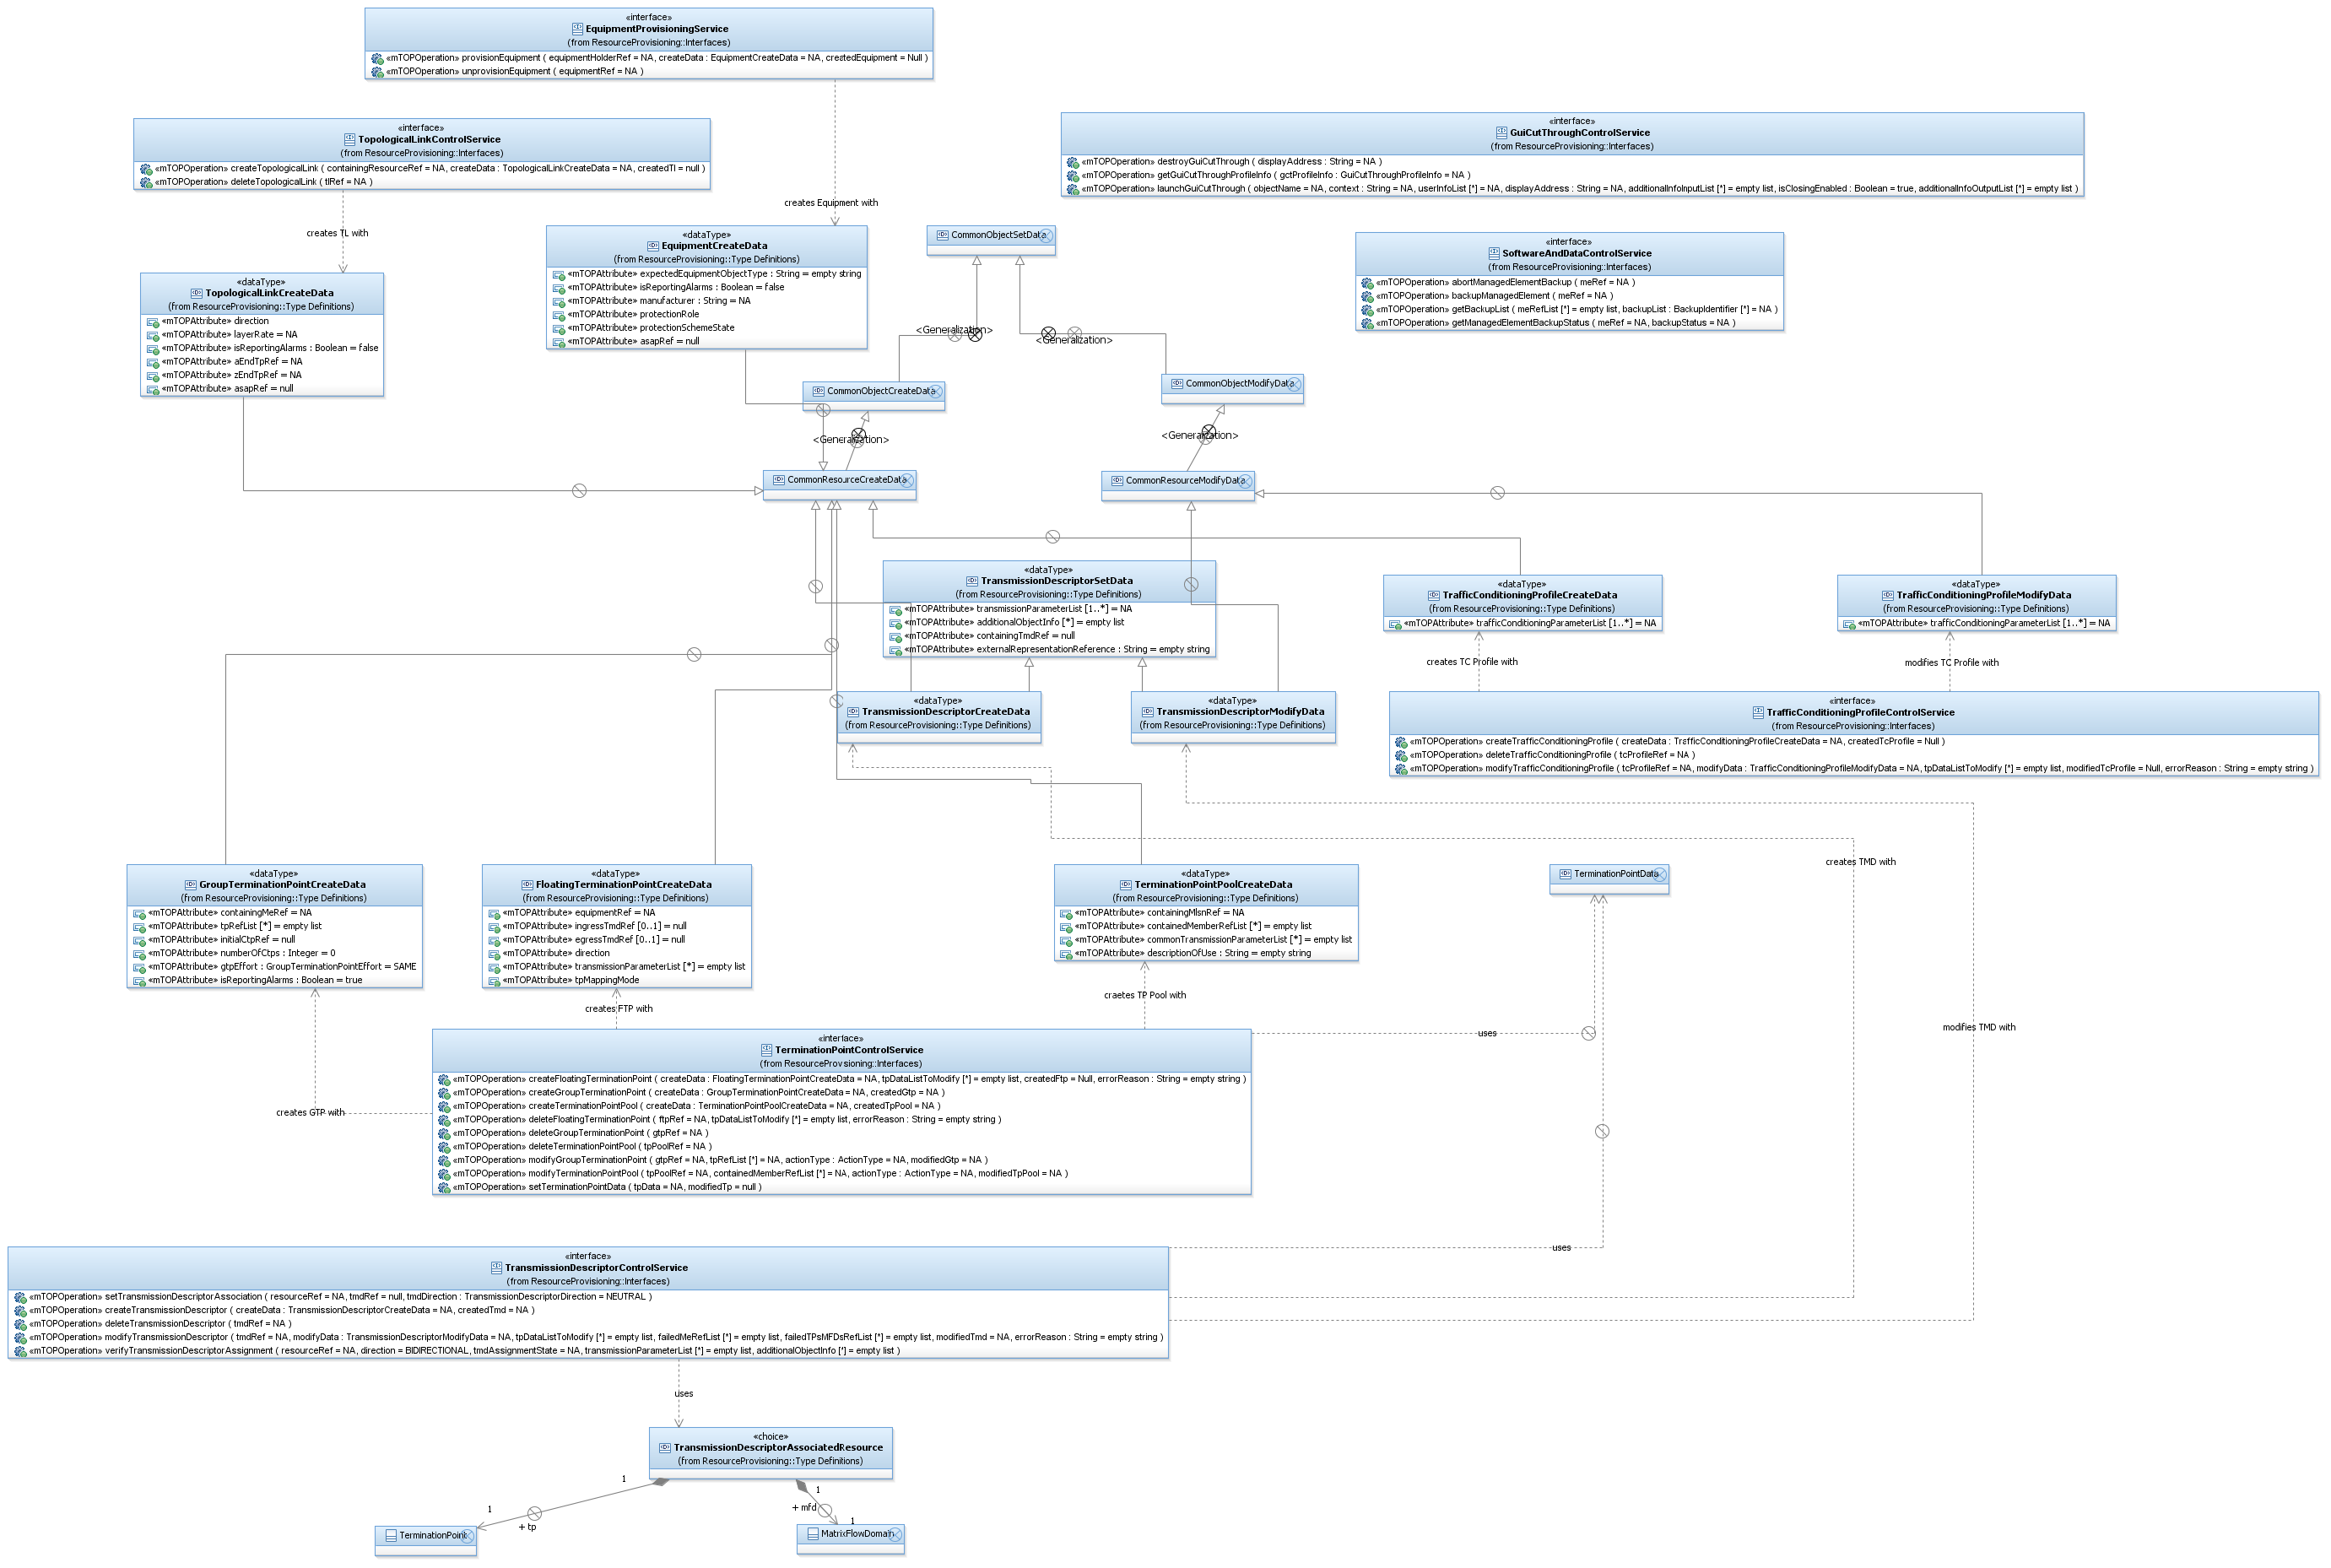 «interface»
EquipmentProvisioningService
(from ResourceProvisioning::Interfaces)
«mTOPOperation» provisionEquipment ( equipmentHolderRef = NA, createData : EquipmentCreateData = NA, createdEquipment = Null )
«mTOPOperation» unprovisionEquipment ( equipmentRef = NA )
«interface»
TopologicalLinkControlService
(from ResourceProvisioning::Interfaces)
«mTOPOperation» createTopologicalLink ( containingResourceRef = NA, createData : TopologicalLinkCreateData = NA, createdTl = null )
«mTOPOperation» deleteTopologicalLink ( tlRef = NA )
«interface»
GuiCutThroughControlService
(from ResourceProvisioning::Interfaces)
«mTOPOperation» destroyGuiCutThrough ( displayAddress : String = NA )
«mTOPOperation» getGuiCutThroughProfileInfo ( gctProfileInfo : GuiCutThroughProfileInfo = NA )
«mTOPOperation» launchGuiCutThrough ( objectName = NA, context : String = NA, userInfoList [*] = NA, displayAddress : String = NA, additionalInfoInputList [*] = empty list, isClosingEnabled : Boolean = true, additionalInfoOutputList [*] = empty list )
creates Equipment with
creates TL with
«dataType»
EquipmentCreateData
(from ResourceProvisioning::Type Definitions)
«mTOPAttribute» expectedEquipmentObjectType : String = empty string
«mTOPAttribute» isReportingAlarms : Boolean = false
«mTOPAttribute» manufacturer : String = NA
«mTOPAttribute» protectionRole
«mTOPAttribute» protectionSchemeState
«mTOPAttribute» asapRef = null
CommonObjectSetData
«interface»
SoftwareAndDataControlService
(from ResourceProvisioning::Interfaces)
«mTOPOperation» abortManagedElementBackup ( meRef = NA )
«mTOPOperation» backupManagedElement ( meRef = NA )
«mTOPOperation» getBackupList ( meRefList [*] = empty list, backupList : BackupIdentifier [*] = NA )
«mTOPOperation» getManagedElementBackupStatus ( meRef = NA, backupStatus = NA )
«dataType»
TopologicalLinkCreateData
(from ResourceProvisioning::Type Definitions)
«mTOPAttribute» direction
«mTOPAttribute» layerRate = NA
«mTOPAttribute» isReportingAlarms : Boolean = false
«mTOPAttribute» aEndTpRef = NA
«mTOPAttribute» zEndTpRef = NA
«mTOPAttribute» asapRef = null
<Generalization>
<Generalization>
CommonObjectCreateData
CommonObjectModifyData
<Generalization>
<Generalization>
CommonResourceCreateData
CommonResourceModifyData
«dataType»
TransmissionDescriptorSetData
(from ResourceProvisioning::Type Definitions)
«mTOPAttribute» transmissionParameterList [1..*] = NA
«mTOPAttribute» additionalObjectInfo [*] = empty list
«mTOPAttribute» containingTmdRef = null
«mTOPAttribute» externalRepresentationReference : String = empty string
«dataType»
TrafficConditioningProfileCreateData
(from ResourceProvisioning::Type Definitions)
«mTOPAttribute» trafficConditioningParameterList [1..*] = NA
«dataType»
TrafficConditioningProfileModifyData
(from ResourceProvisioning::Type Definitions)
«mTOPAttribute» trafficConditioningParameterList [1..*] = NA
creates TC Profile with
modifies TC Profile with
«dataType»
TransmissionDescriptorCreateData
(from ResourceProvisioning::Type Definitions)
«dataType»
TransmissionDescriptorModifyData
(from ResourceProvisioning::Type Definitions)
«interface»
TrafficConditioningProfileControlService
(from ResourceProvisioning::Interfaces)
«mTOPOperation» createTrafficConditioningProfile ( createData : TrafficConditioningProfileCreateData = NA, createdTcProfile = Null )
«mTOPOperation» deleteTrafficConditioningProfile ( tcProfileRef = NA )
«mTOPOperation» modifyTrafficConditioningProfile ( tcProfileRef = NA, modifyData : TrafficConditioningProfileModifyData = NA, tpDataListToModify [*] = empty list, modifiedTcProfile = Null, errorReason : String = empty string )
creates TMD with
«dataType»
GroupTerminationPointCreateData
(from ResourceProvisioning::Type Definitions)
«mTOPAttribute» containingMeRef = NA
«mTOPAttribute» tpRefList [*] = empty list
«mTOPAttribute» initialCtpRef = null
«mTOPAttribute» numberOfCtps : Integer = 0
«mTOPAttribute» gtpEffort : GroupTerminationPointEffort = SAME
«mTOPAttribute» isReportingAlarms : Boolean = true
«dataType»
FloatingTerminationPointCreateData
(from ResourceProvisioning::Type Definitions)
«mTOPAttribute» equipmentRef = NA
«mTOPAttribute» ingressTmdRef [0..1] = null
«mTOPAttribute» egressTmdRef [0..1] = null
«mTOPAttribute» direction
«mTOPAttribute» transmissionParameterList [*] = empty list
«mTOPAttribute» tpMappingMode
«dataType»
TerminationPointPoolCreateData
(from ResourceProvisioning::Type Definitions)
«mTOPAttribute» containingMlsnRef = NA
«mTOPAttribute» containedMemberRefList [*] = empty list
«mTOPAttribute» commonTransmissionParameterList [*] = empty list
«mTOPAttribute» descriptionOfUse : String = empty string
TerminationPointData
creates FTP with
craetes TP Pool with
uses
modifies TMD with
«interface»
TerminationPointControlService
(from ResourceProvisioning::Interfaces)
«mTOPOperation» createFloatingTerminationPoint ( createData : FloatingTerminationPointCreateData = NA, tpDataListToModify [*] = empty list, createdFtp = Null, errorReason : String = empty string )
«mTOPOperation» createGroupTerminationPoint ( createData : GroupTerminationPointCreateData = NA, createdGtp = NA )
«mTOPOperation» createTerminationPointPool ( createData : TerminationPointPoolCreateData = NA, createdTpPool = NA )
«mTOPOperation» deleteFloatingTerminationPoint ( ftpRef = NA, tpDataListToModify [*] = empty list, errorReason : String = empty string )
«mTOPOperation» deleteGroupTerminationPoint ( gtpRef = NA )
«mTOPOperation» deleteTerminationPointPool ( tpPoolRef = NA )
«mTOPOperation» modifyGroupTerminationPoint ( gtpRef = NA, tpRefList [*] = NA, actionType : ActionType = NA, modifiedGtp = NA )
«mTOPOperation» modifyTerminationPointPool ( tpPoolRef = NA, containedMemberRefList [*] = NA, actionType : ActionType = NA, modifiedTpPool = NA )
«mTOPOperation» setTerminationPointData ( tpData = NA, modifiedTp = null )
creates GTP with
uses
«interface»
TransmissionDescriptorControlService
(from ResourceProvisioning::Interfaces)
«mTOPOperation» setTransmissionDescriptorAssociation ( resourceRef = NA, tmdRef = null, tmdDirection : TransmissionDescriptorDirection = NEUTRAL )
«mTOPOperation» createTransmissionDescriptor ( createData : TransmissionDescriptorCreateData = NA, createdTmd = NA )
«mTOPOperation» deleteTransmissionDescriptor ( tmdRef = NA )
«mTOPOperation» modifyTransmissionDescriptor ( tmdRef = NA, modifyData : TransmissionDescriptorModifyData = NA, tpDataListToModify [*] = empty list, failedMeRefList [*] = empty list, failedTPsMFDsRefList [*] = empty list, modifiedTmd = NA, errorReason : String = empty string )
«mTOPOperation» verifyTransmissionDescriptorAssignment ( resourceRef = NA, direction = BIDIRECTIONAL, tmdAssignmentState = NA, transmissionParameterList [*] = empty list, additionalObjectInfo [*] = empty list )
uses
«choice»
TransmissionDescriptorAssociatedResource
(from ResourceProvisioning::Type Definitions)
1
1
1
+ mfd
1
+ tp
TerminationPoint
MatrixFlowDomain